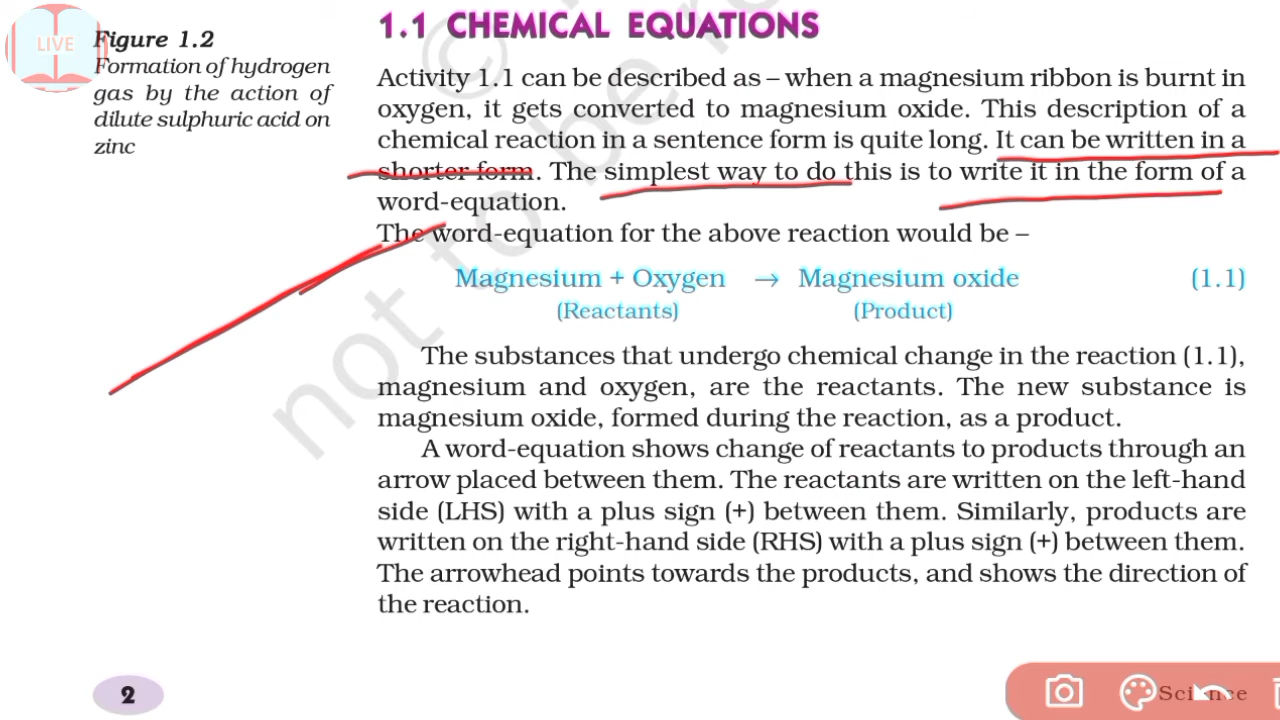 LIVE
Figure 1.2
Formation of hydrogen
gas by the action of
dilute sulphuric acid on
zinc
1.1 CHEMICAL EQUATIONS
Activity 1.1 can be described as – when a magnesium ribbon is burnt in
oxygen, it gets converted to magnesium oxide. This description of a
chemical reaction in a sentence form is quite long. It can be written in a
shorter form. The simplest way to do this is to write it in the form of a
word-equation.
The word-equation for the above reaction would be –
Magnesium + Oxygen → Magnesium oxide (1.1)
(Reactants) (Product)
The substances that undergo chemical change in the reaction (1.1),
magnesium and oxygen, are the reactants. The new substance is
magnesium oxide, formed during the reaction, as a product.
A word-equation shows change of reactants to products through an
arrow placed between them. The reactants are written on the left-hand
side (LHS) with a plus sign (+) between them. Similarly, products are
written on the right-hand side (RHS) with a plus sign (+) between them.
The arrowhead points towards the products, and shows the direction of
the reaction.
2
Science
not to be
©